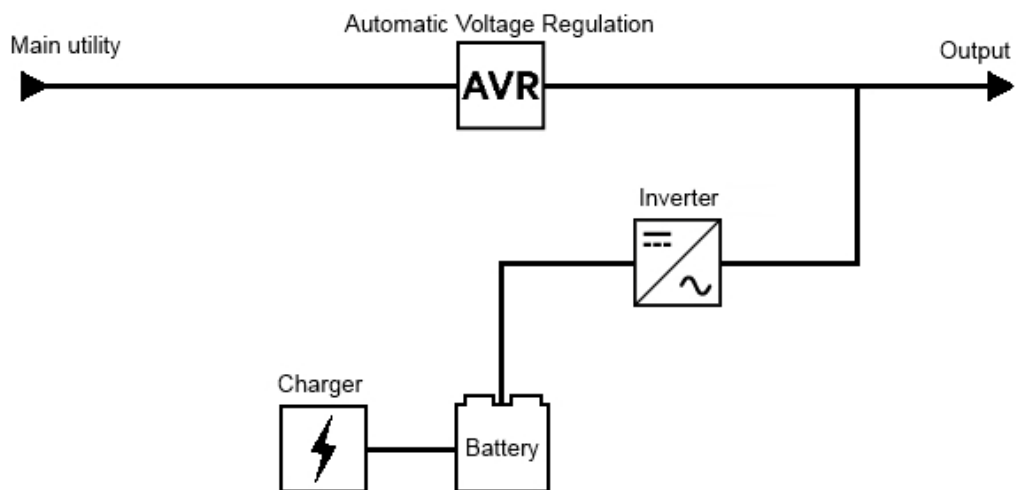 Automatic Voltage Regulation
Main utility
Output
AVR
Inverter
Charger
Battery